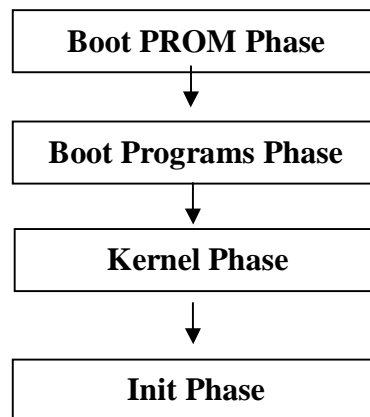 Boot PROM Phase
Boot Programs Phase
Kernel Phase
Init Phase